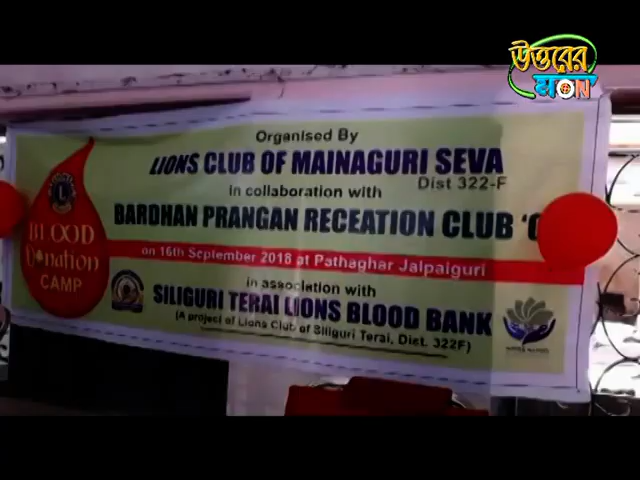 উত্তরের
মON
Organised By
LIONS CLUB OF MAINAGURI SEVA
Dist 322-F
in collaboration with
BARDHAN PRANGAN RECEATION CLUB
on 16th September 2018 at Pathaghar Jalpaiguri
in association with
SILIGURI TERAI LIONS BLOOD BANK
(A project of Lions Club of Siliguri Terai, Dist. 322F)
BLOOD
Donation
CAMP